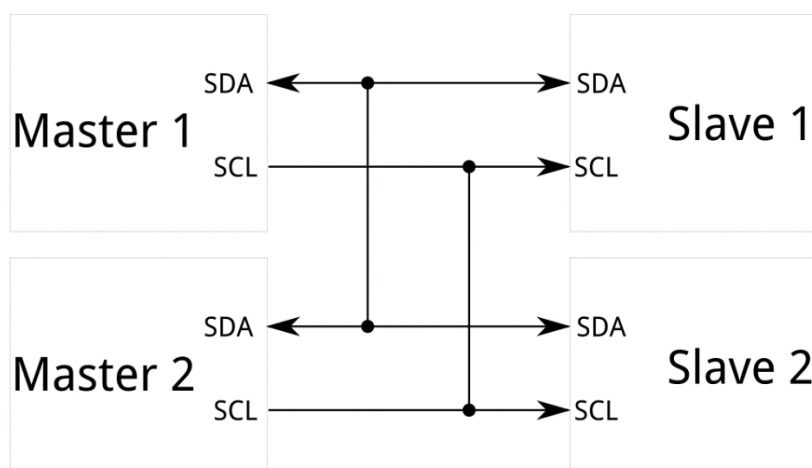 SDA
Master 1
SCL
SDA
Slave 1
SCL
SDA
Master 2
SCL
SDA
Slave 2
SCL